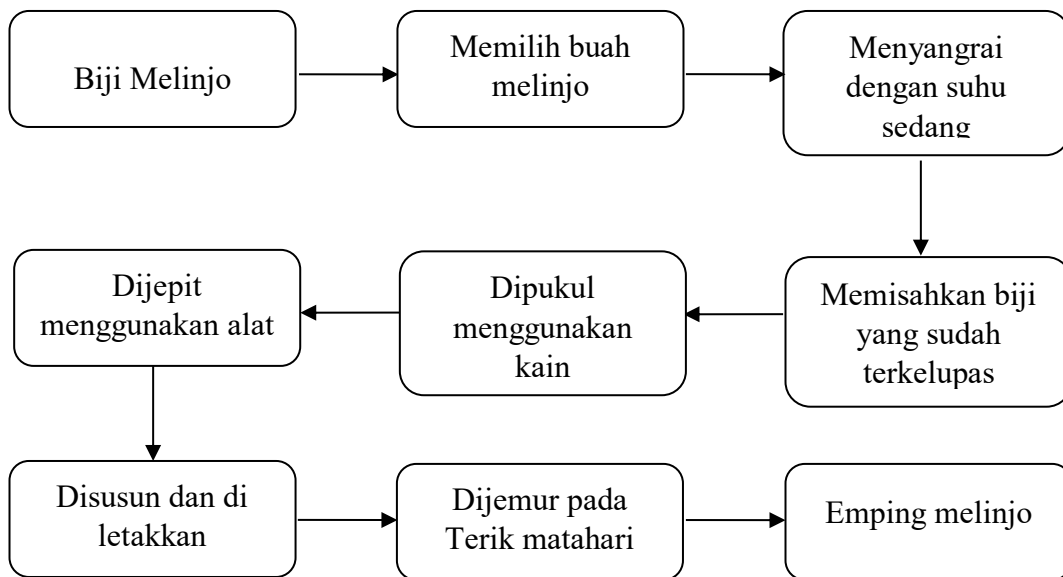 Biji Melinjo
Memilih buah
melinjo
Menyangrai
dengan suhu
sedang
Memisahkan biji
yang sudah
terkelupas
Dipukul
menggunakan
kain
Dijepit
menggunakan alat
Disusun dan di
letakkan
Dijemur pada
Terik matahari
Emping melinjo